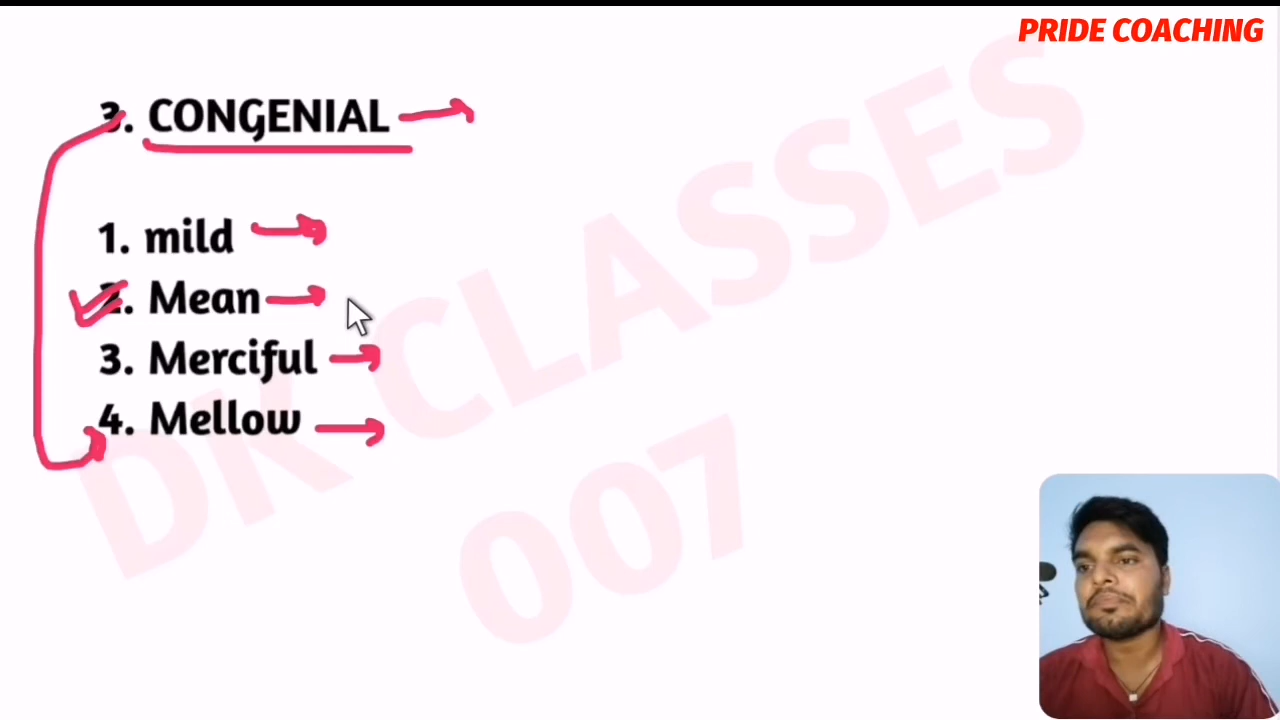 PRIDE COACHING
3. CONGENIAL
1. mild
2. Mean
3. Merciful
4. Mellow
DK CLASSES
007